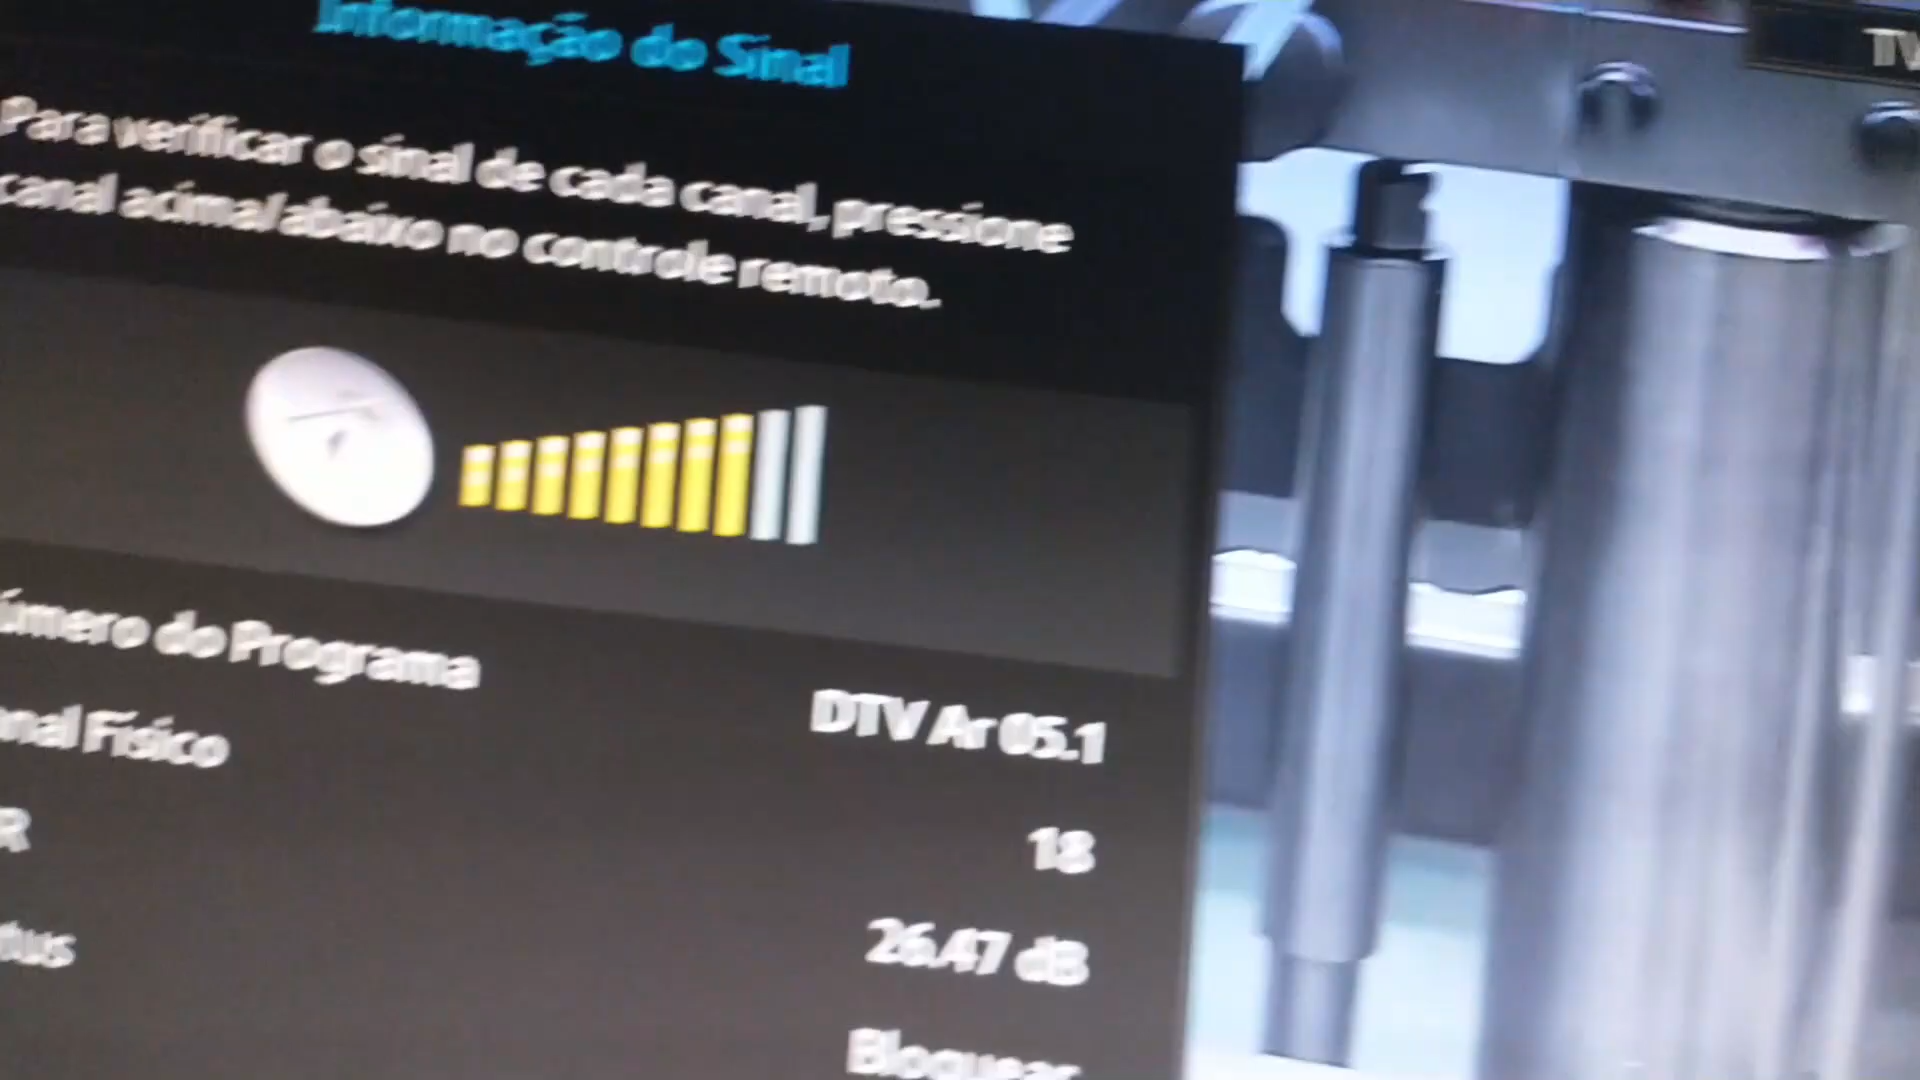 Informação do Sinal
Para verificar o sinal de cada canal, pressione
canal acima/abaixo no controle remoto.
úmero do Programa
DTV Ar 05.1
nal Físico
18
R
26.47 dB
tus
Bloquear
TV